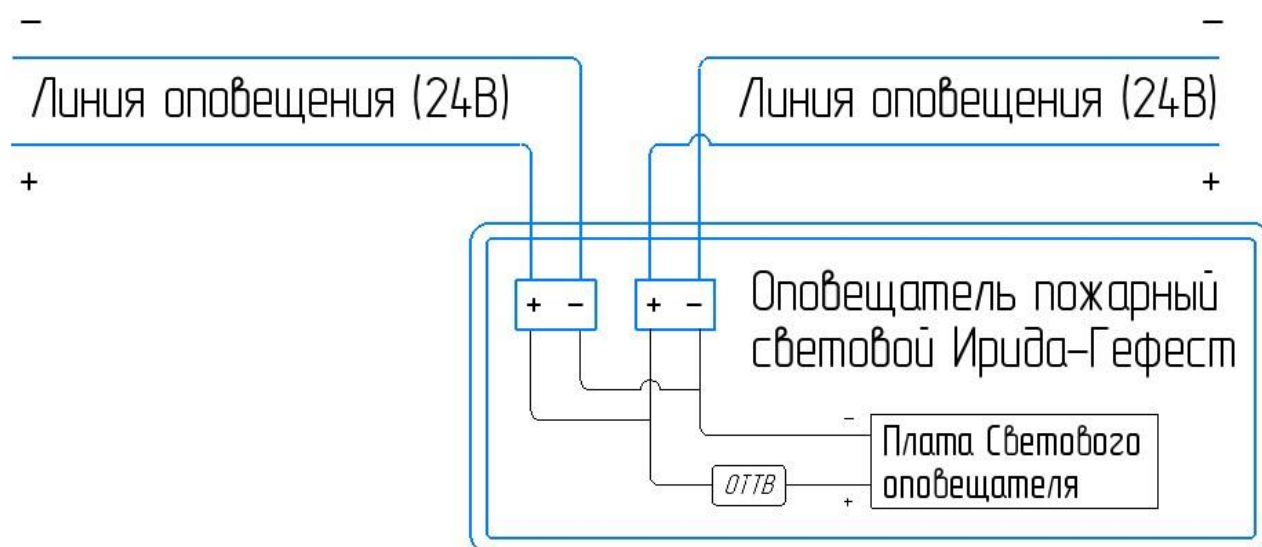 − −
Линия оповещения (24В) Линия оповещения (24В)
+ +
+ − + −
Оповещатель пожарный
световой Ирида-Гефест
−
Плата Светового
оповещателя
ОТТВ
+